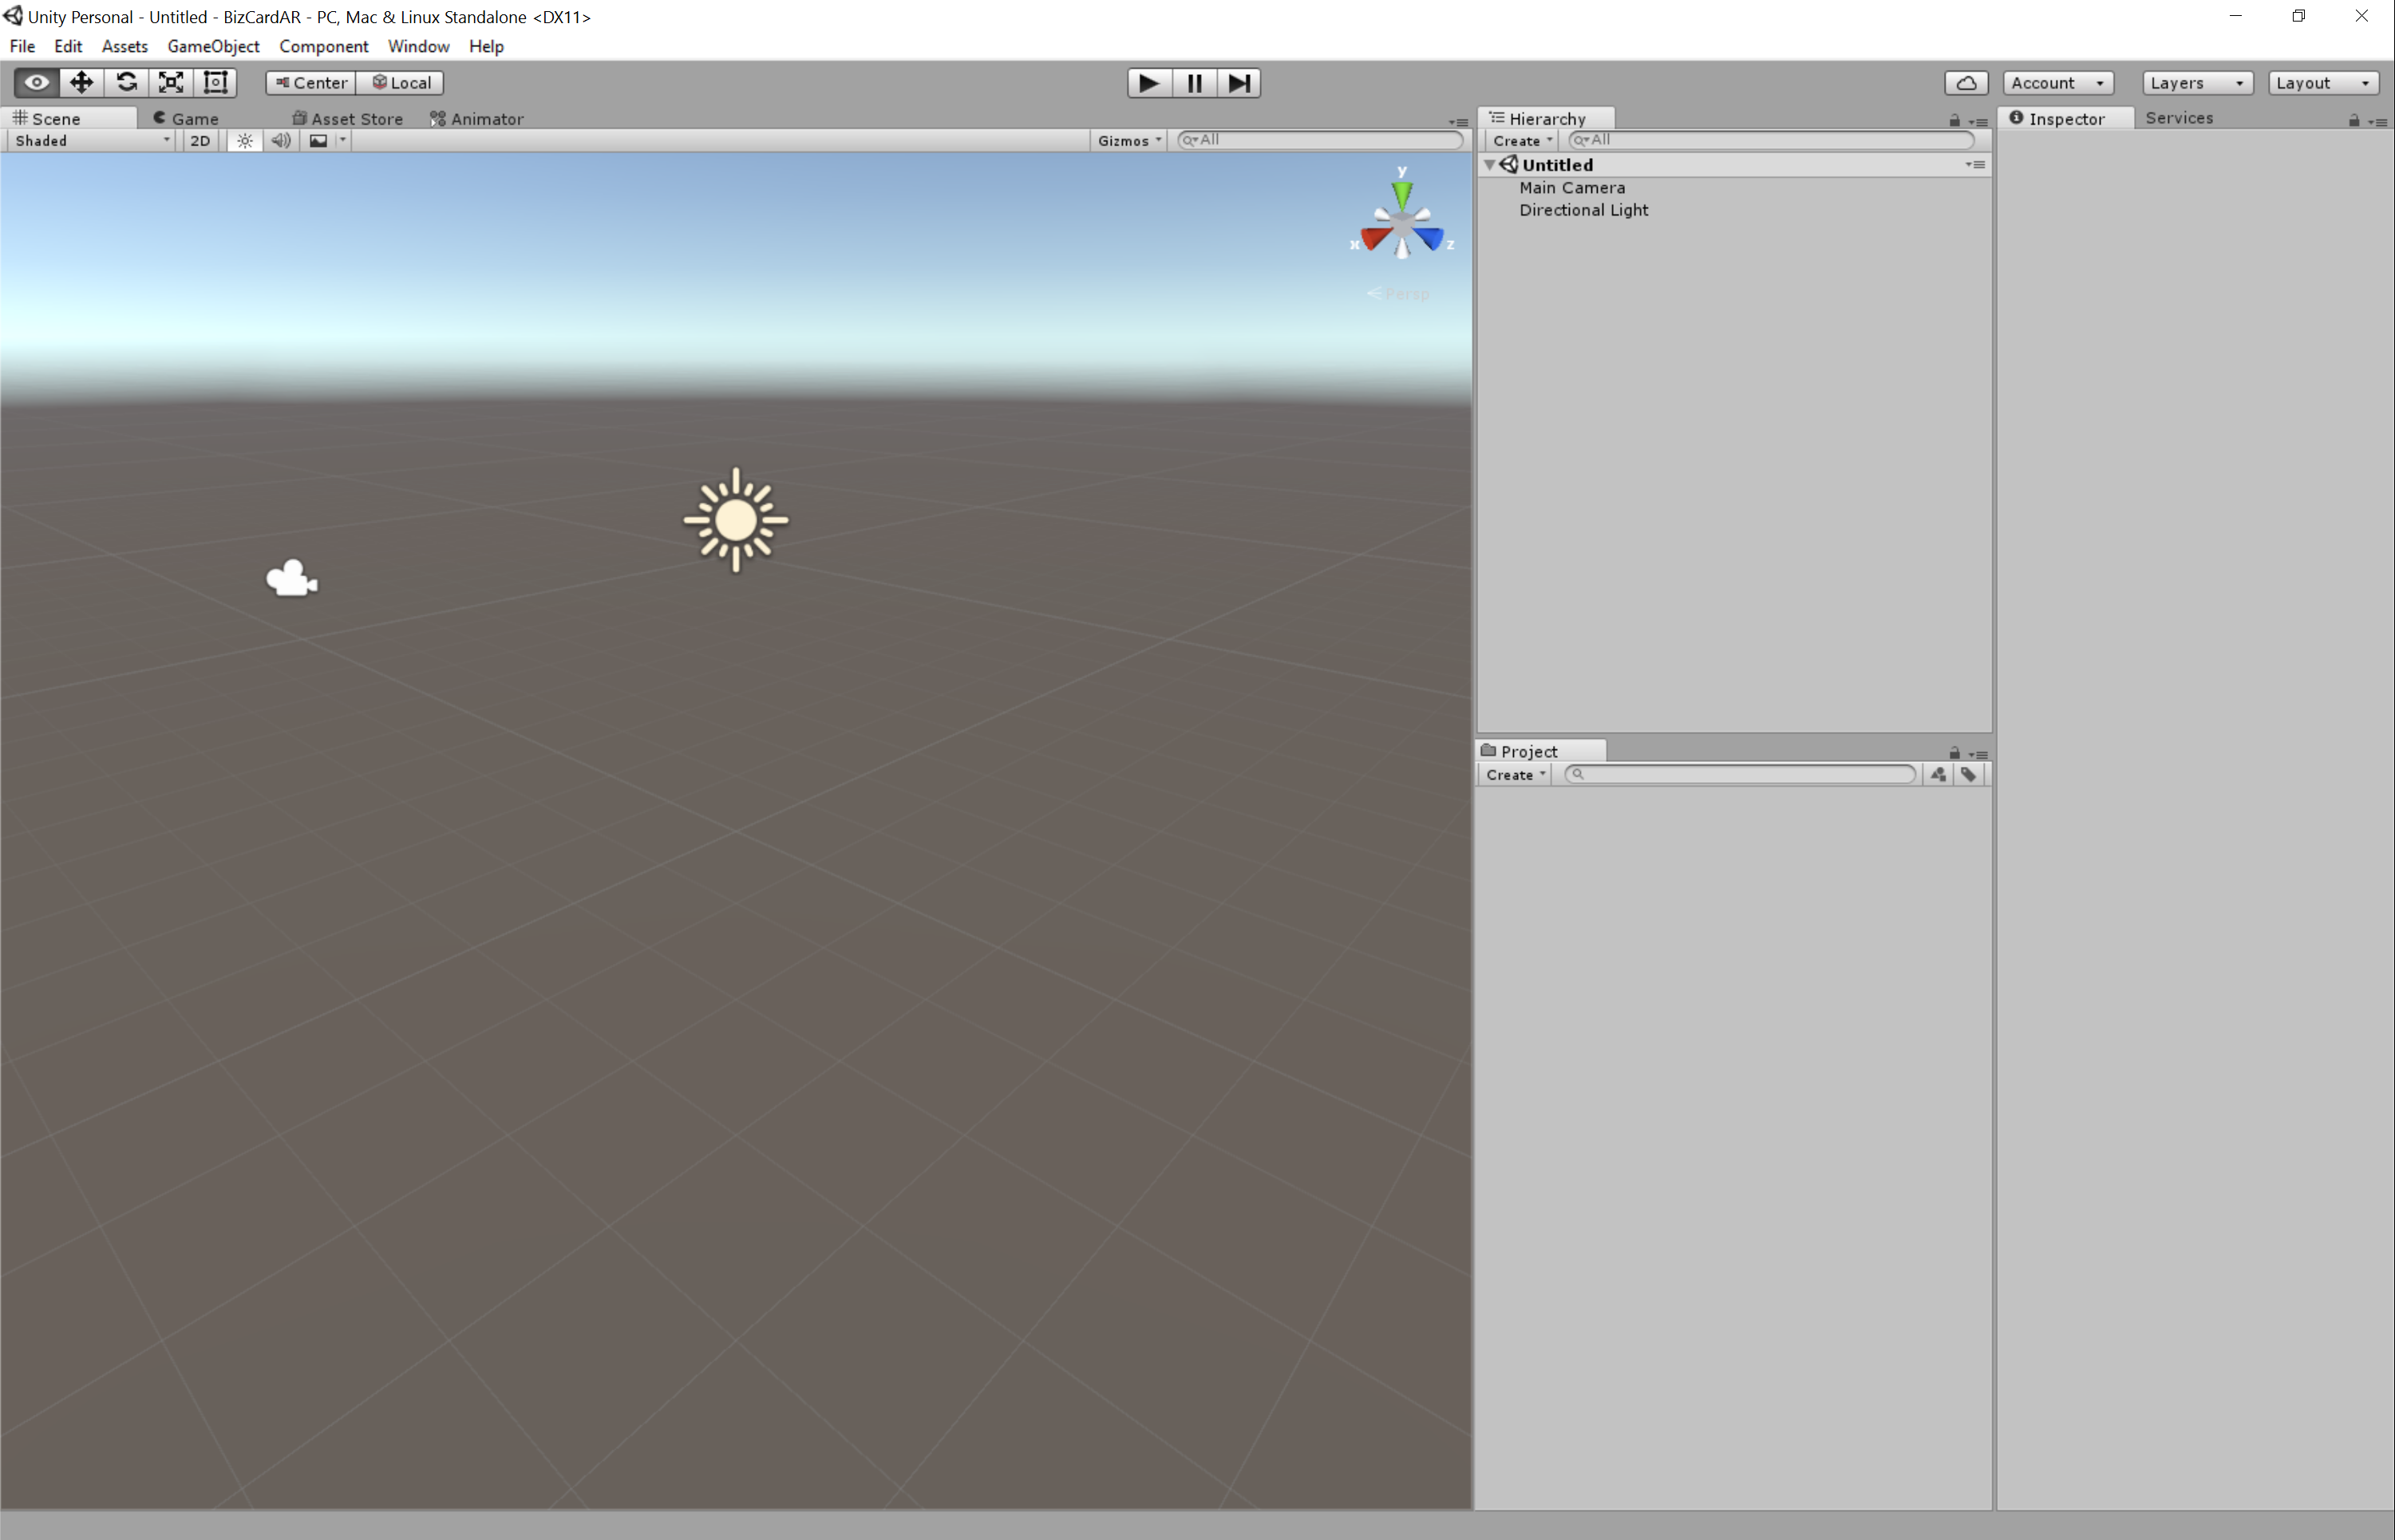 Unity Personal - Untitled - BizCardAR - PC, Mac & Linux Standalone <DX11>
File Edit Assets GameObject Component Window Help
Center Local Account Layers Layout
Scene Game Asset Store Animator
Shaded 2D Gizmos All
y
x z
Persp
Hierarchy
Create All
Untitled
Main Camera
Directional Light
Project
Create
Inspector Services